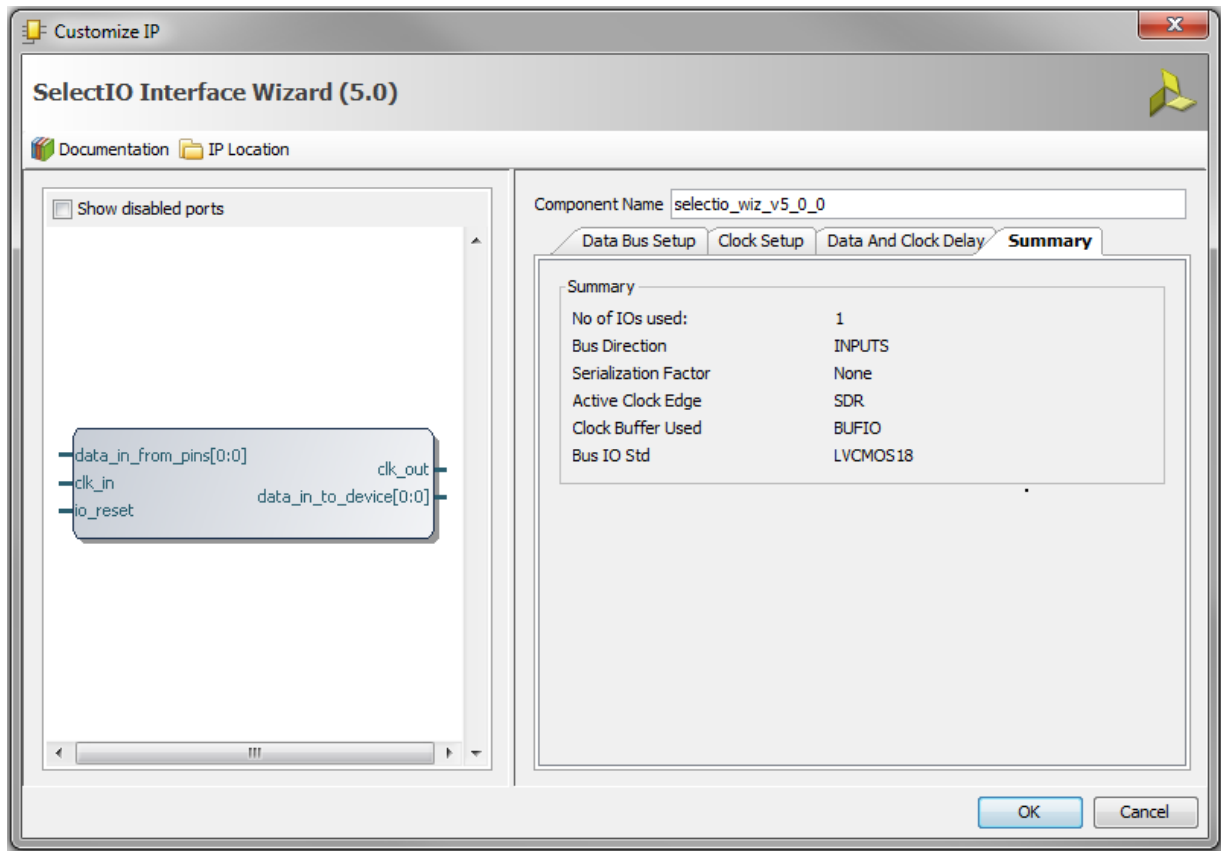 Customize IP
SelectIO Interface Wizard (5.0)
Documentation IP Location
Show disabled ports
data_in_from_pins[0:0]
clk_in
io_reset
clk_out
data_in_to_device[0:0]
Component Name selectio_wiz_v5_0_0
Data Bus Setup Clock Setup Data And Clock Delay Summary
Summary
No of IOs used: 1
Bus Direction INPUTS
Serialization Factor None
Active Clock Edge SDR
Clock Buffer Used BUFIO
Bus IO Std LVCMOS18
OK Cancel